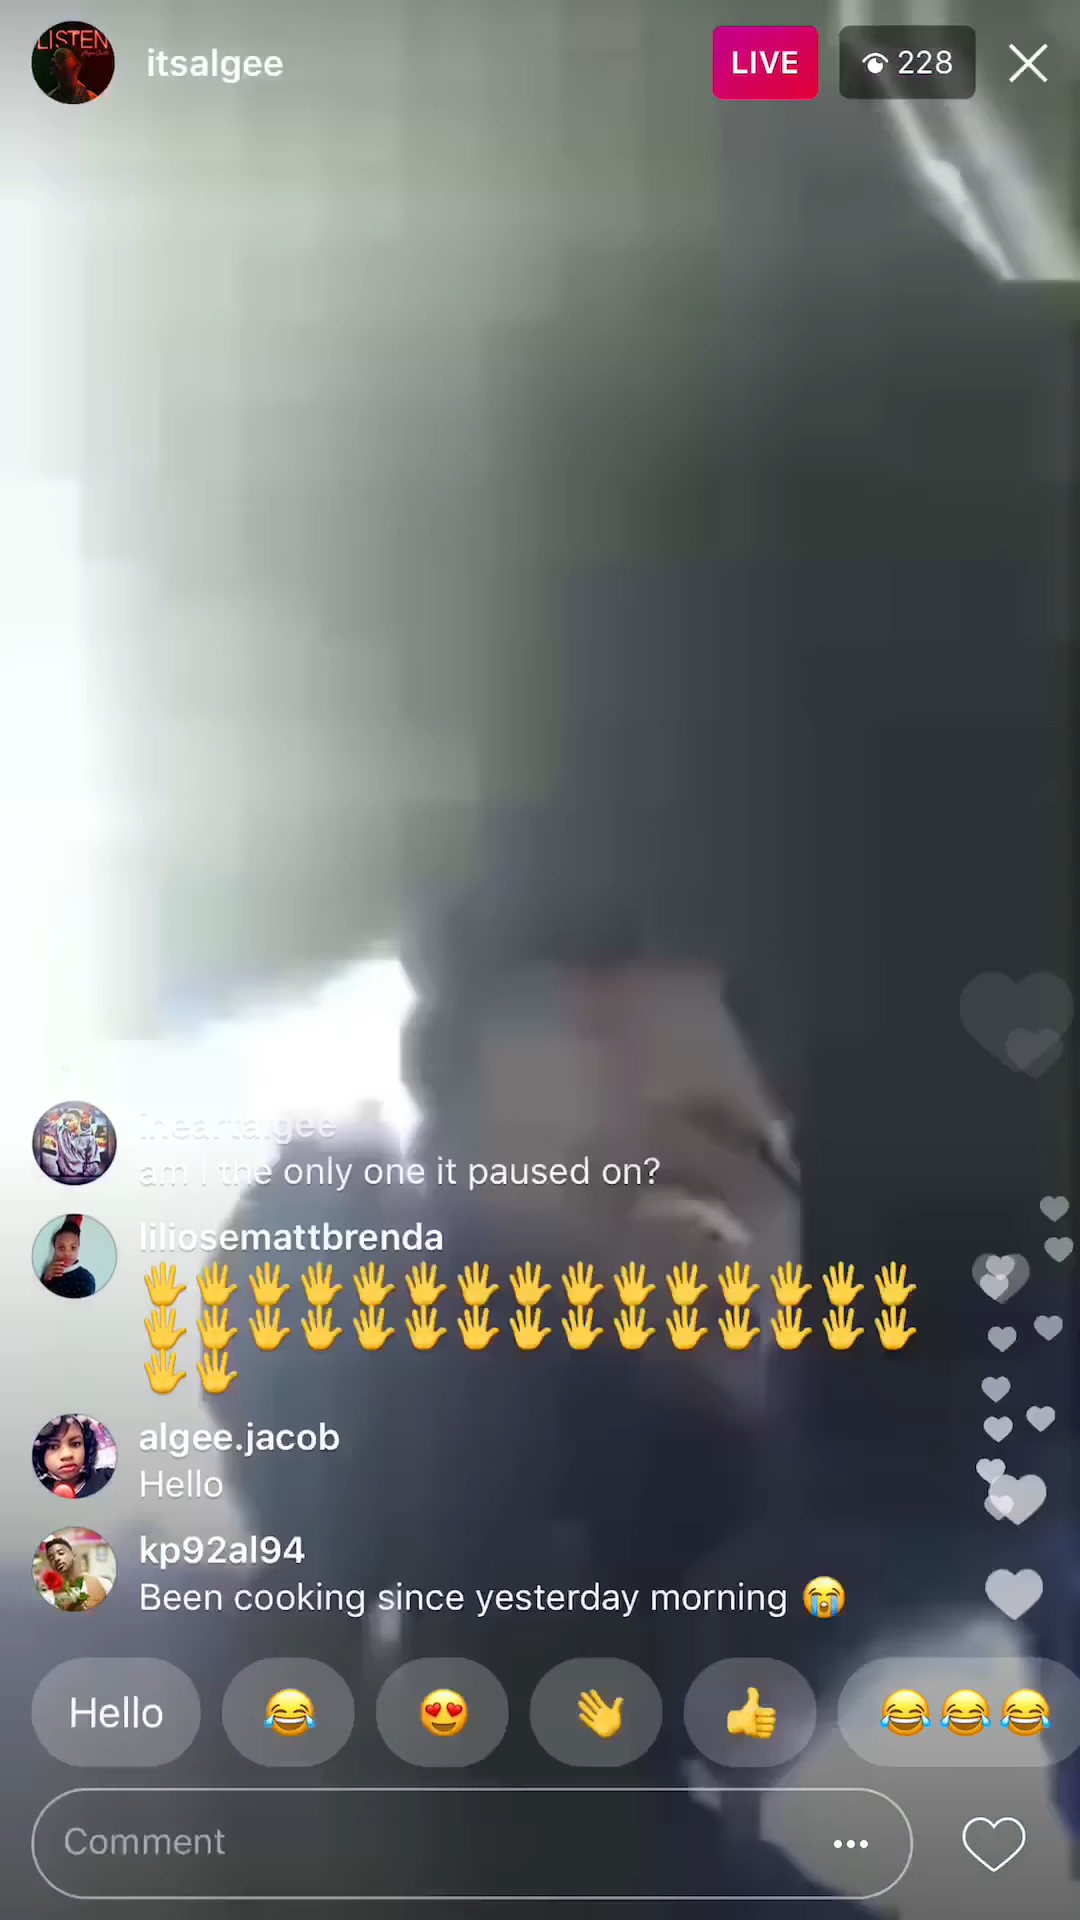 LISTEN
itsalgee
LIVE
228
iheartalgee
am I the only one it paused on?
liliosemattbrenda
🖐🖐🖐🖐🖐🖐🖐🖐🖐🖐🖐🖐🖐🖐🖐
🖐🖐🖐🖐🖐🖐🖐🖐🖐🖐🖐🖐🖐🖐🖐
🖐🖐
algee.jacob
Hello
kp92al94
Been cooking since yesterday morning 😭
Hello 😂 😍 👋 👍 😂😂😂
Comment